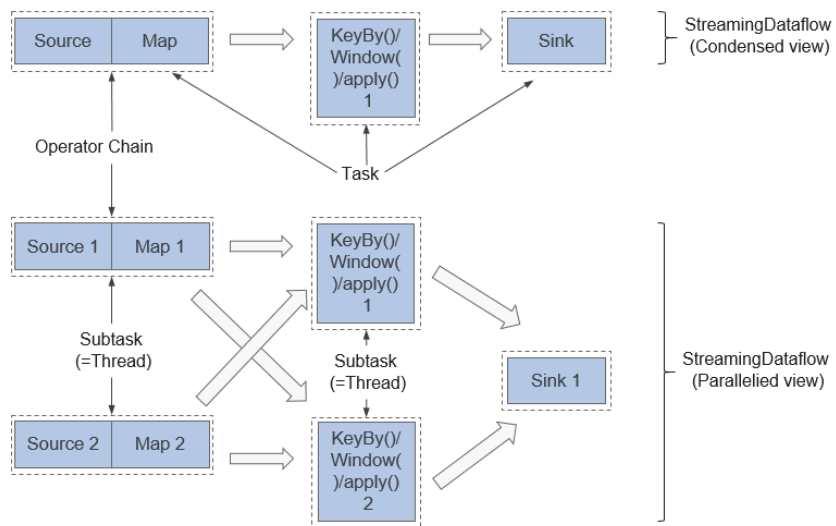 Source
Map
KeyBy()/
Window(
)/apply()
1
Sink
StreamingDataflow
(Condensed view)
Operator Chain
Task
Source 1
Map 1
KeyBy()/
Window(
)/apply()
1
Subtask
(=Thread)
Subtask
(=Thread)
Sink 1
StreamingDataflow
(Parallelied view)
Source 2
Map 2
KeyBy()/
Window(
)/apply()
2